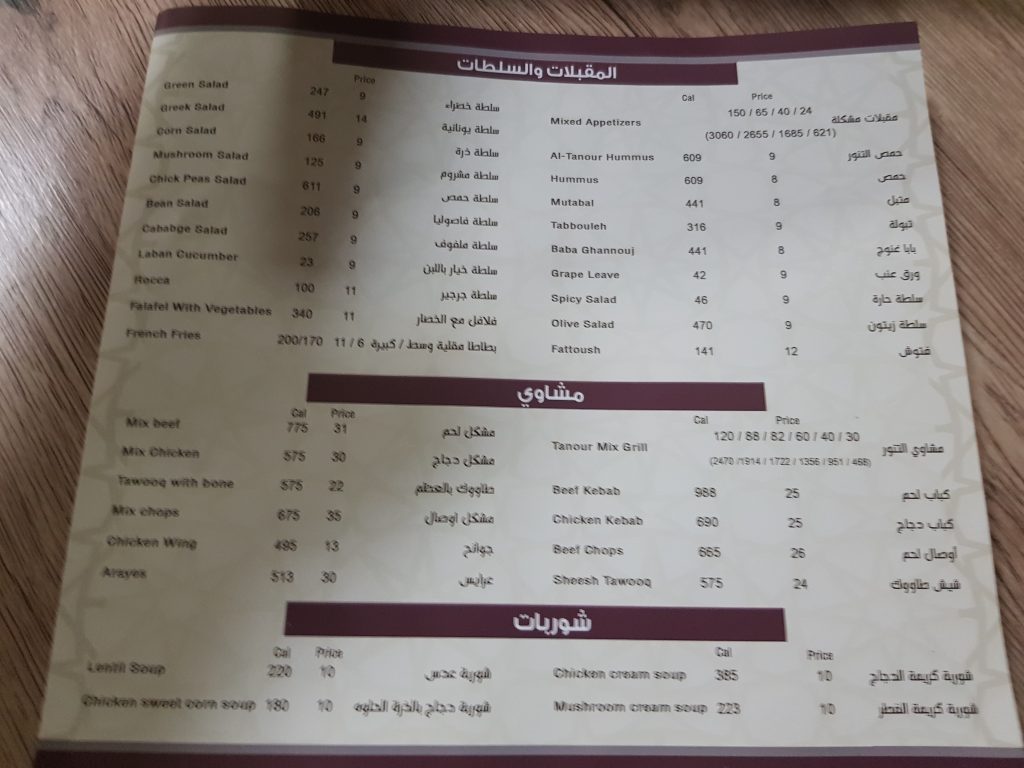 المقبلات والسلطات
Price
Green Salad 247 9 سلطة خضراء
Greek Salad 491 14 سلطة يونانية
Corn Salad 166 9 سلطة ذرة
Mushroom Salad 125 9 سلطة مشروم
Chick Peas Salad 611 9 سلطة حمص
Bean Salad 206 9 سلطة فاصوليا
Cababge Salad 257 9 سلطة ملفوف
Laban Cucumber 23 9 سلطة خيار باللبن
Rocca 100 11 سلطة جرجير
Falafel With Vegetables 340 11 فلافل مع الخضار
French Fries 200/170 11 / 6 بطاطا مقلية وسط / كبيرة
Cal Price
Mixed Appetizers 150 / 65 / 40 / 24 مقبلات مشكلة
(3060 / 2655 / 1685 / 621)
Al-Tanour Hummus 609 9 حمص التنور
Hummus 609 8 حمص
Mutabal 441 8 متبل
Tabbouleh 316 9 تبولة
Baba Ghannouj 441 8 بابا غنوج
Grape Leave 42 9 ورق عنب
Spicy Salad 46 9 سلطة حارة
Olive Salad 470 9 سلطة زيتون
Fattoush 141 12 فتوش
مشاوي
Cal Price
Mix beef 775 31 مشكل لحم
Mix Chicken 575 30 مشكل دجاج
Tawooq with bone 575 22 طاووك بالعظم
Mix chops 675 35 مشكل اوصال
Chicken Wing 495 13 جوانح
Arayes 513 30 عرايس
Cal Price
Tanour Mix Grill 120 / 88 / 82 / 60 / 40 / 30 مشاوي التنور
(2470 /1914 / 1722 / 1356 / 951 / 468)
Beef Kebab 988 25 كباب لحم
Chicken Kebab 690 25 كباب دجاج
Beef Chops 665 26 أوصال لحم
Sheesh Tawooq 575 24 شيش طاووك
شوربات
Cal Price
Lentil Soup 220 10 شوربة عدس
Chicken sweet corn soup 180 10 شوربة دجاج بالذرة الحلوه
Cal Price
Chicken cream soup 385 10 شوربة كريمة الدجاج
Mushroom cream soup 223 10 شوربة كريمة الفطر